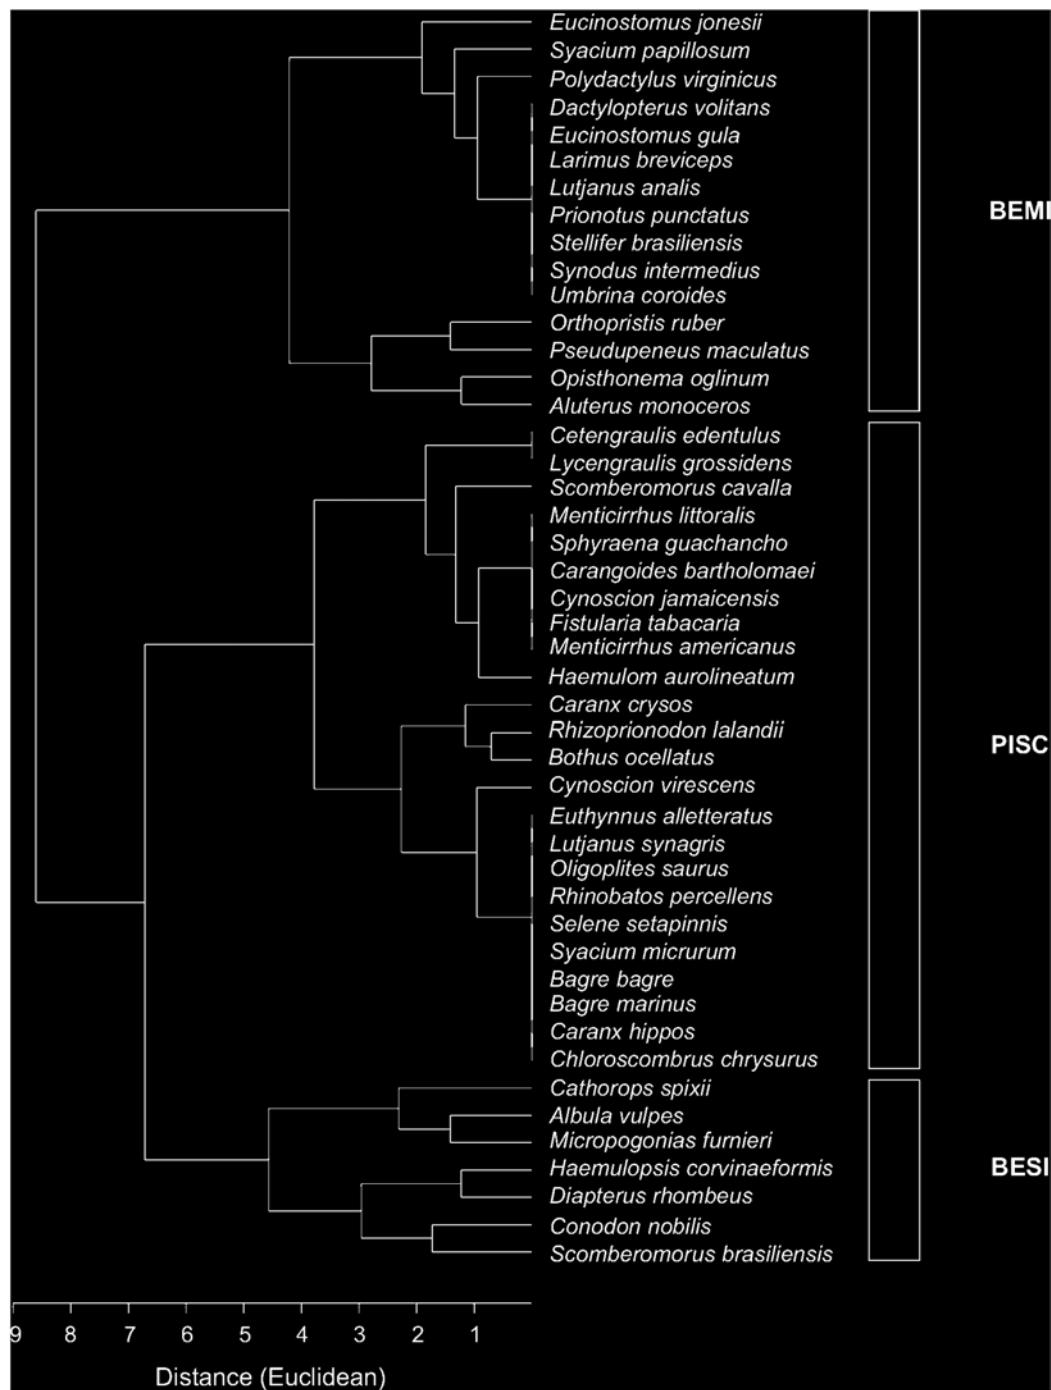 Eucinostomus jonesii
Syacium papillosum
Polydactylus virginicus
Dactylopterus volitans
Eucinostomus gula
Larimus breviceps
Lutjanus analis
BEMI
Prionotus punctatus
Stellifer brasiliensis
Synodus intermedius
Umbrina coroides
Orthopristis ruber
Pseudupeneus maculatus
Opisthonema oglinum
Aluterus monoceros
Cetengraulis edentulus
Lycengraulis grossidens
Scomberomorus cavalla
Menticirrhus littoralis
Sphyraena guachancho
Carangoides bartholomaei
Cynoscion jamaicensis
Fistularia tabacaria
Menticirrhus americanus
Haemulom aurolineatum
Caranx crysos
Rhizoprionodon lalandii
PISC
Bothus ocellatus
Cynoscion virescens
Euthynnus alletteratus
Lutjanus synagris
Oligoplites saurus
Rhinobatos percellens
Selene setapinnis
Syacium micrurum
Bagre bagre
Bagre marinus
Caranx hippos
Chloroscombrus chrysurus
Cathorops spixii
Albula vulpes
Micropogonias furnieri
Haemulopsis corvinaeformis
BESI
Diapterus rhombeus
Conodon nobilis
Scomberomorus brasiliensis
9 8 7 6 5 4 3 2 1
Distance (Euclidean)